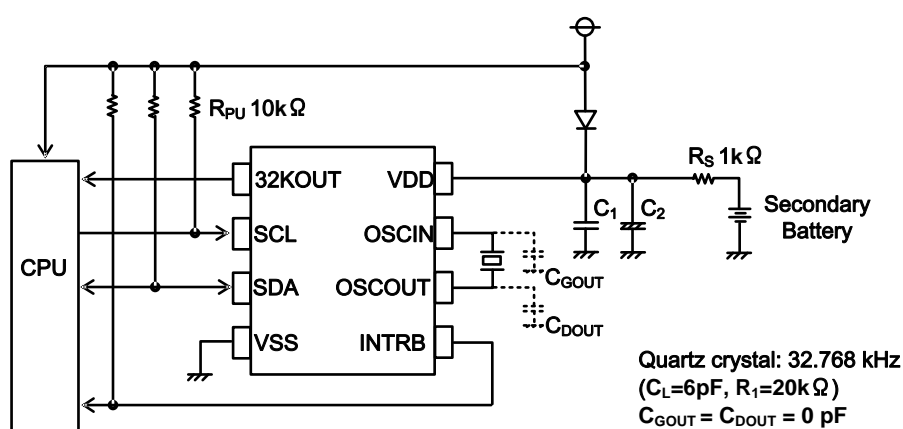 R_PU 10kΩ
R_S 1kΩ
32KOUT VDD
C_1 C_2
Secondary
Battery
SCL OSCIN
CPU
C_GOUT
SDA OSCOUT
C_DOUT
VSS INTRB
Quartz crystal: 32.768 kHz
(C_L=6pF, R_1=20kΩ)
C_GOUT = C_DOUT = 0 pF